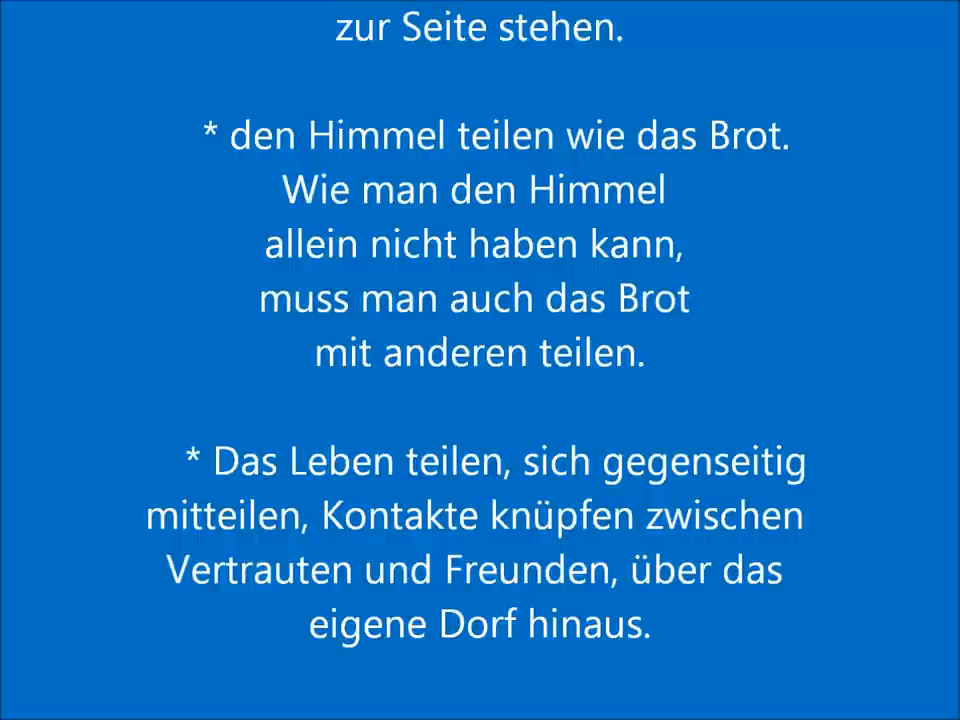 zur Seite stehen.
* den Himmel teilen wie das Brot.
Wie man den Himmel
allein nicht haben kann,
muss man auch das Brot
mit anderen teilen.
* Das Leben teilen, sich gegenseitig
mitteilen, Kontakte knüpfen zwischen
Vertrauten und Freunden, über das
eigene Dorf hinaus.